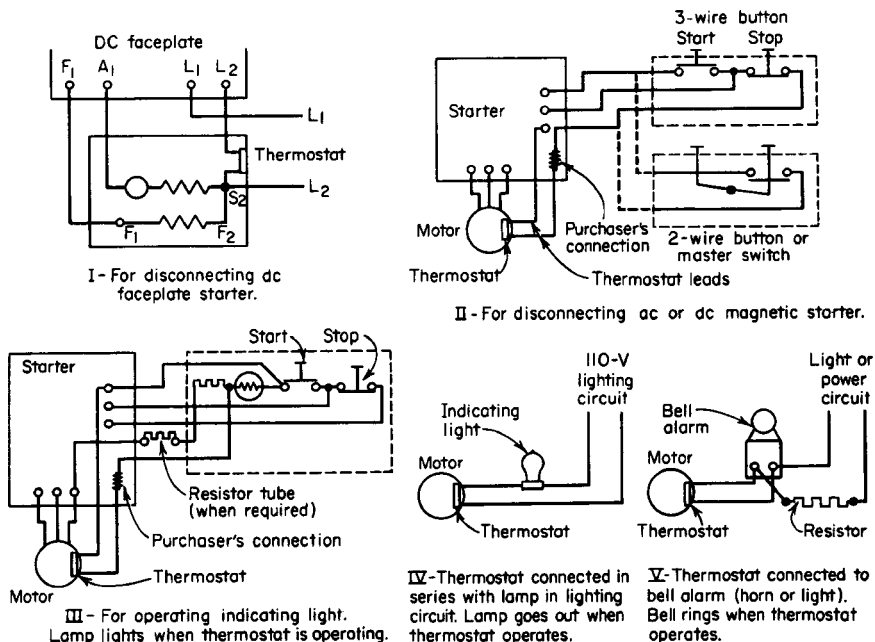 DC faceplate
F1 A1 L1 L2
L1
Thermostat
L2
S2
F1 F2
I-For disconnecting dc
faceplate starter.
3-wire button
Start Stop
Starter
Motor
Purchaser's
connection
2-wire button or
master switch
Thermostat
Thermostat leads
II-For disconnecting ac or dc magnetic starter.
Start Stop
Starter
Resistor tube
(when required)
Purchaser's connection
Thermostat
Motor
III-For operating indicating light.
Lamp lights when thermostat is operating.
110-V
lighting
circuit
Indicating
light
Motor
Thermostat
IV-Thermostat connected in
series with lamp in lighting
circuit. Lamp goes out when
thermostat operates.
Light or
power
circuit
Bell
alarm
Motor
Thermostat
Resistor
V-Thermostat connected to
bell alarm (horn or light).
Bell rings when thermostat
operates.